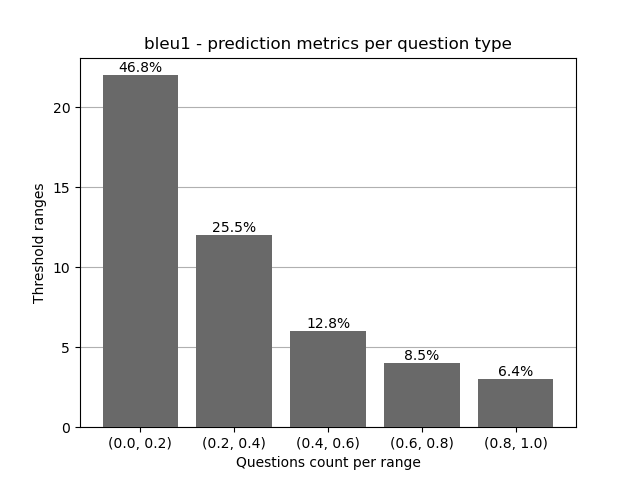 bleu1 - prediction metrics per question type
46.8%
25.5%
12.8%
8.5%
6.4%
Threshold ranges
20
15
10
5
0
(0.0, 0.2) (0.2, 0.4) (0.4, 0.6) (0.6, 0.8) (0.8, 1.0)
Questions count per range